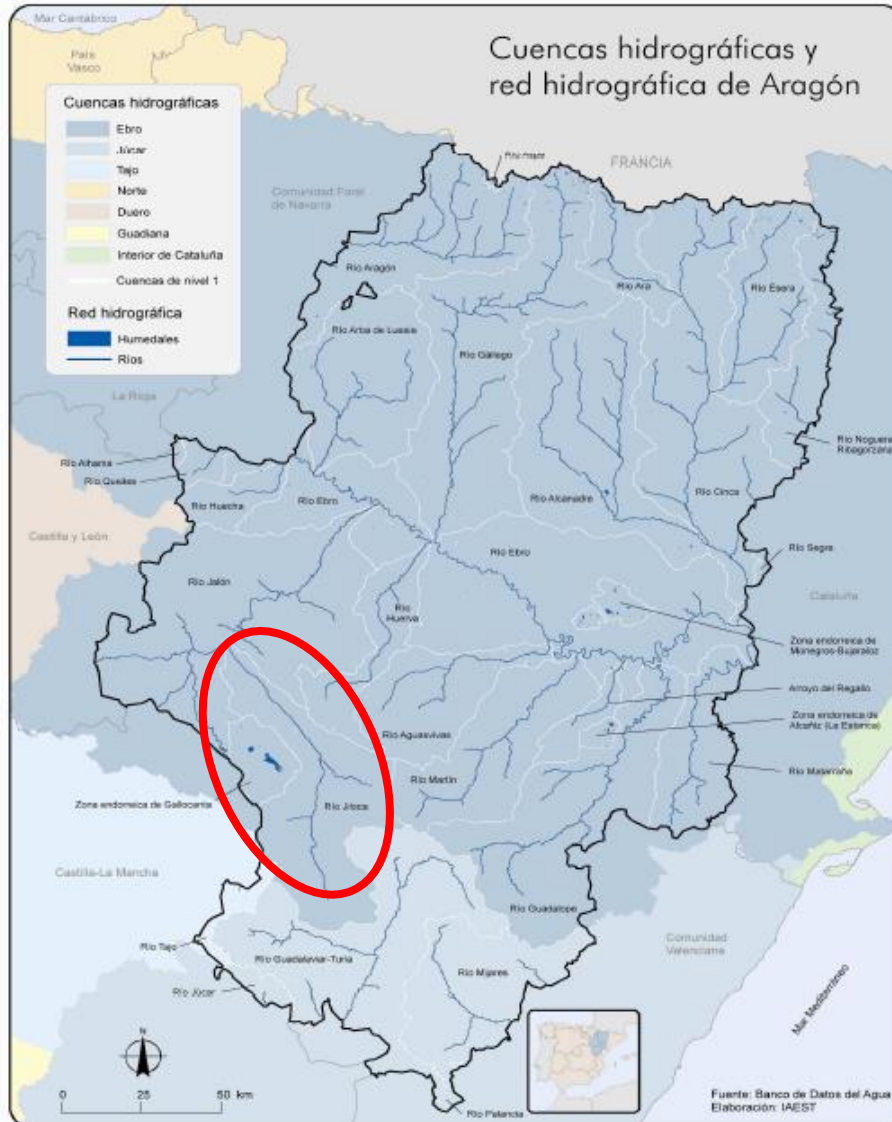 Mar Cantábrico
País
Vasco
Cuencas hidrográficas y
red hidrográfica de Aragón
Cuencas hidrográficas
Ebro
Júcar
Tajo
Norte
Duero
Guadiana
Interior de Cataluña
Cuencas de nivel 1
Red hidrográfica
Humedales
Ríos
FRANCIA
Comunidad Foral
de Navarra
Río Aragón
Río Ara
Río Esera
Río Arba de Luesia
Río Gállego
La Rioja
Río Alhama
Río Queiles
Río Noguera
Ribagorzana
Río Huecha
Río Ebro
Río Alcanadre
Río Cinca
Castilla y León
Río Ebro
Río Segre
Río Jalón
Cataluña
Río
Huerva
Zona endorreica de
Monegros-Bujaraloz
Arroyo del Regallo
Zona endorreica de
Alcañiz (La Estanca)
Río Aguasvivas
Río Martín
Río Matarraña
Zona endorreica de Gallocanta
Río Jiloca
Castilla-La Mancha
Río Guadalope
Río Tajo
Río Guadalaviar-Turia
Comunidad
Valenciana
Río Mijares
Río Júcar
Mar Mediterráneo
N
0 25 50 km
Río Palancia
Fuente: Banco de Datos del Agua
Elaboración: IAEST